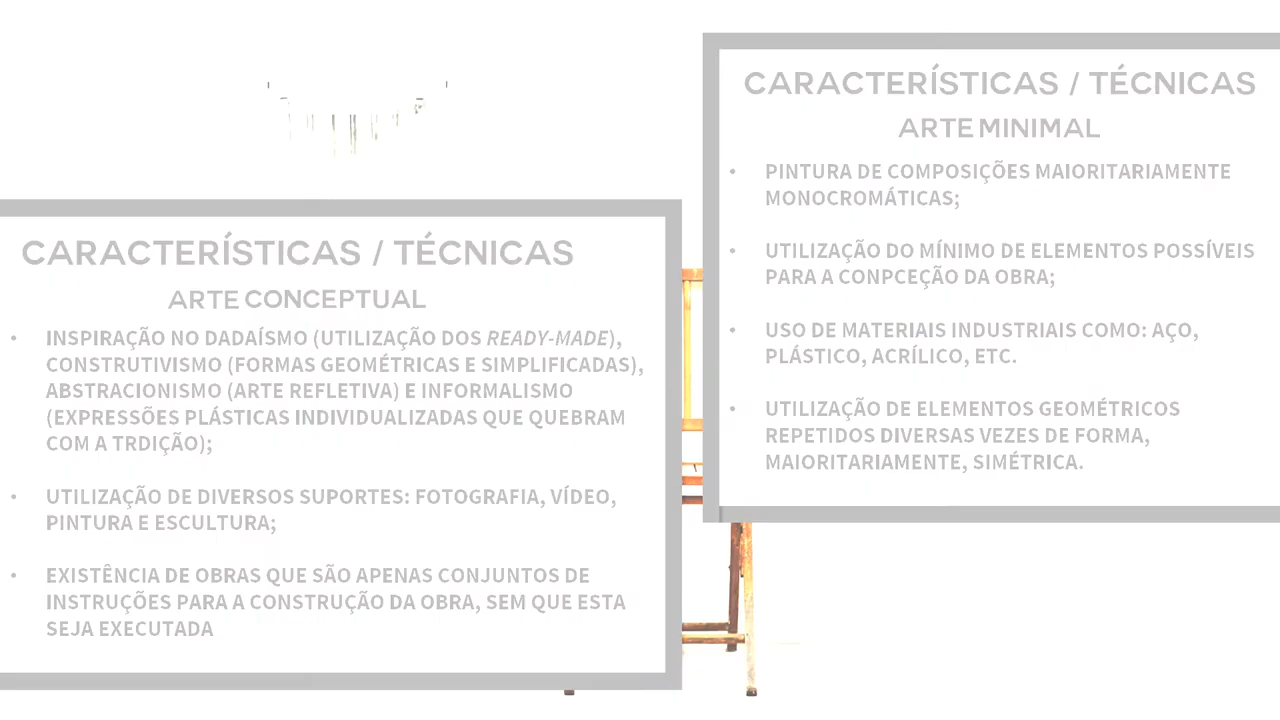 CARACTERÍSTICAS / TÉCNICAS
ARTE CONCEPTUAL
• INSPIRAÇÃO NO DADAÍSMO (UTILIZAÇÃO DOS READY-MADE),
CONSTRUTIVISMO (FORMAS GEOMÉTRICAS E SIMPLIFICADAS),
ABSTRACIONISMO (ARTE REFLETIVA) E INFORMALISMO
(EXPRESSÕES PLÁSTICAS INDIVIDUALIZADAS QUE QUEBRAM
COM A TRDIÇÃO);
• UTILIZAÇÃO DE DIVERSOS SUPORTES: FOTOGRAFIA, VÍDEO,
PINTURA E ESCULTURA;
• EXISTÊNCIA DE OBRAS QUE SÃO APENAS CONJUNTOS DE
INSTRUÇÕES PARA A CONSTRUÇÃO DA OBRA, SEM QUE ESTA
SEJA EXECUTADA
CARACTERÍSTICAS / TÉCNICAS
ARTE MINIMAL
• PINTURA DE COMPOSIÇÕES MAIORITARIAMENTE
MONOCROMÁTICAS;
• UTILIZAÇÃO DO MÍNIMO DE ELEMENTOS POSSÍVEIS
PARA A CONPCEÇÃO DA OBRA;
• USO DE MATERIAIS INDUSTRIAIS COMO: AÇO,
PLÁSTICO, ACRÍLICO, ETC.
• UTILIZAÇÃO DE ELEMENTOS GEOMÉTRICOS
REPETIDOS DIVERSAS VEZES DE FORMA,
MAIORITARIAMENTE, SIMÉTRICA.